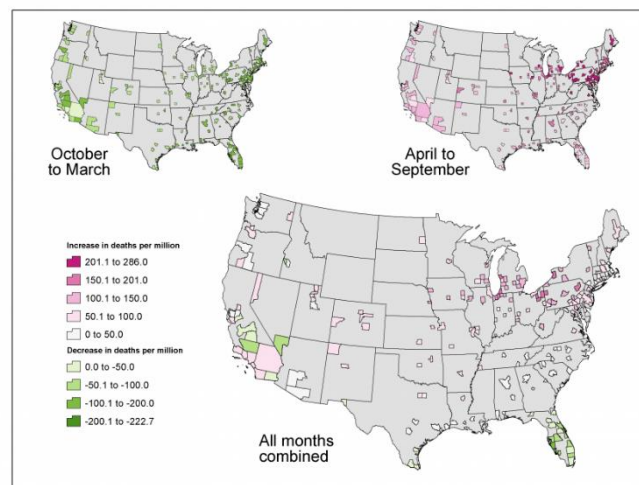 October
to March
April to
September
Increase in deaths per million
201.1 to 286.0
150.1 to 201.0
100.1 to 150.0
50.1 to 100.0
0 to 50.0
Decrease in deaths per million
0.0 to -50.0
-50.1 to -100.0
-100.1 to -200.0
-200.1 to -222.7
All months
combined